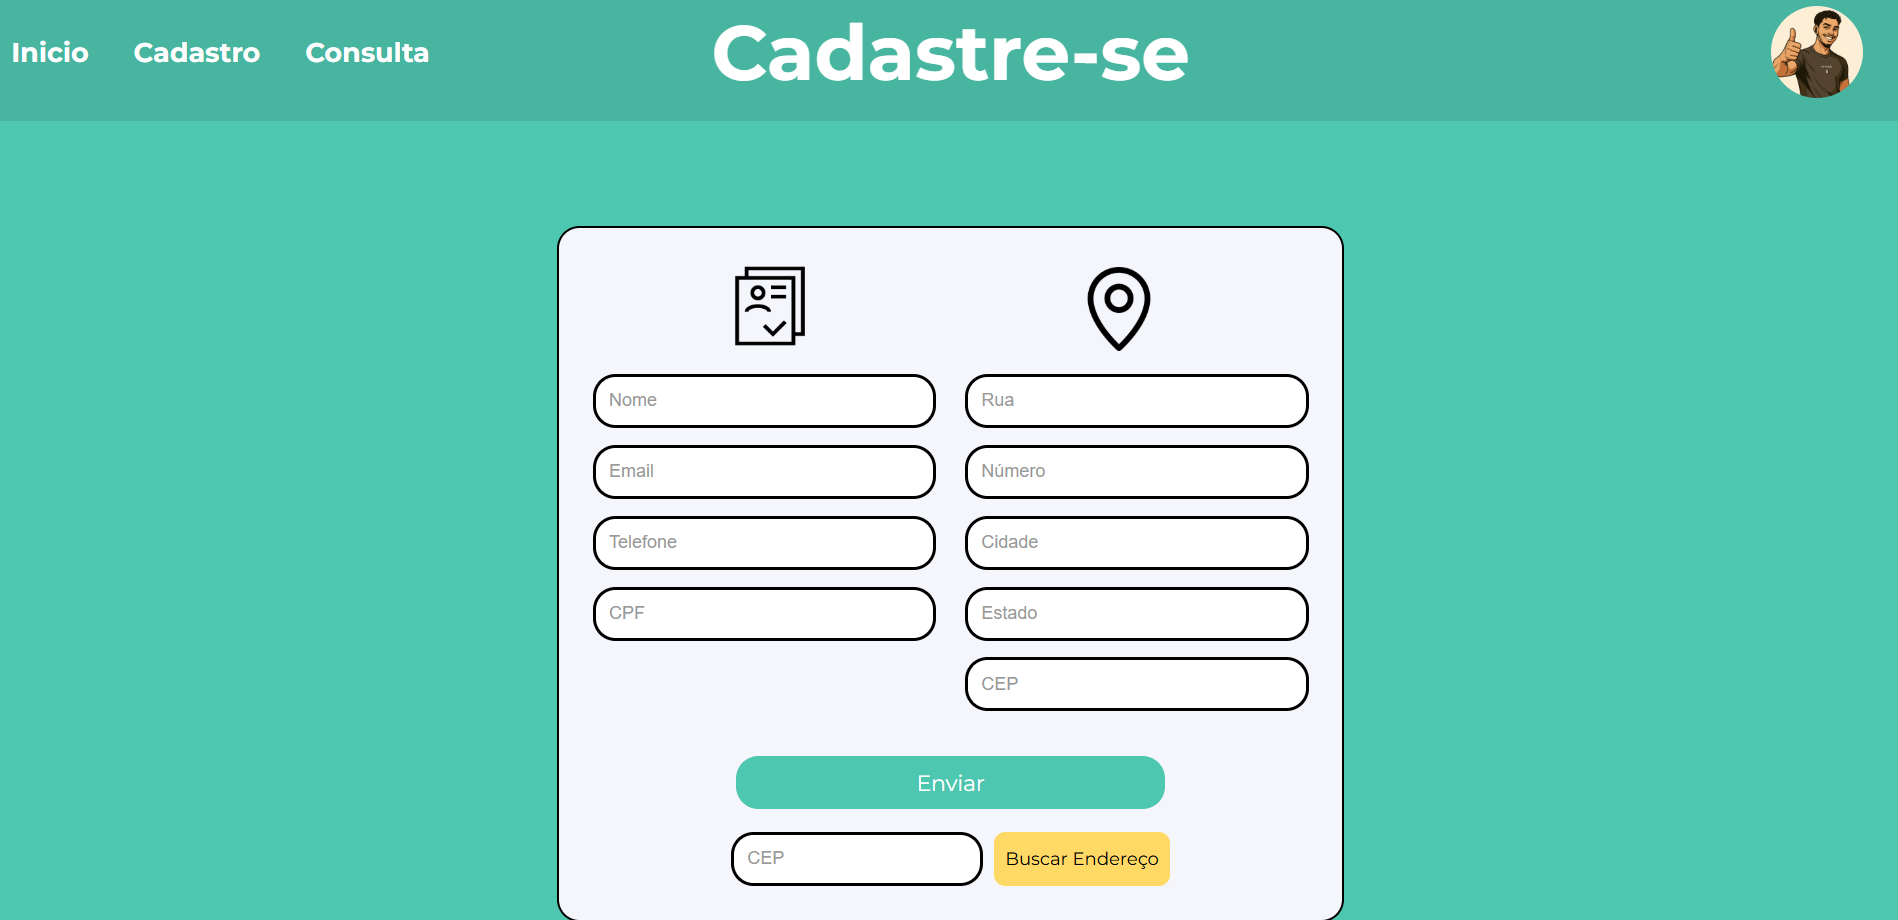 Inicio Cadastro Consulta
Cadastre-se
Nome
Email
Telefone
CPF
Rua
Número
Cidade
Estado
CEP
Enviar
CEP
Buscar Endereço